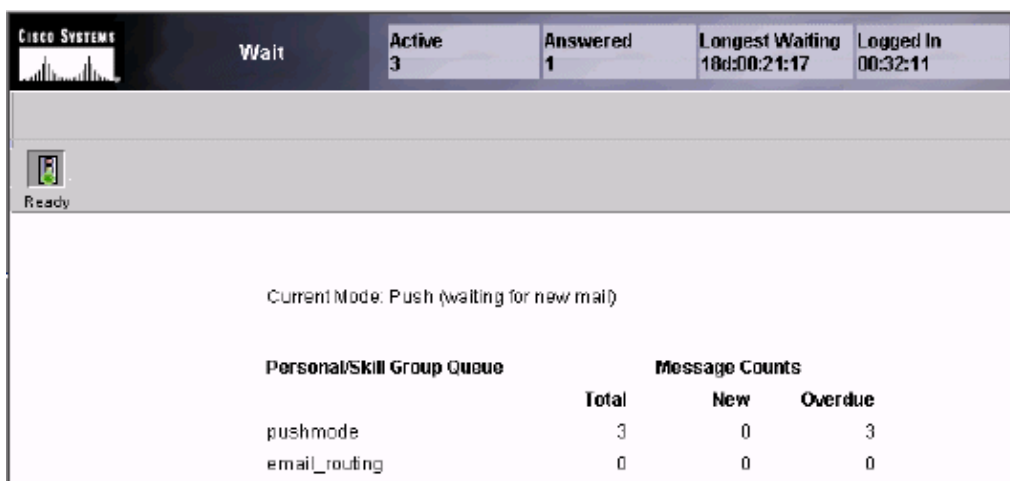 CISCO SYSTEMS
Wait
Active
3
Answered
1
Longest Waiting
18d:00:21:17
Logged In
00:32:11
Ready
Current Mode: Push (waiting for new mail)
Personal/Skill Group Queue Message Counts
Total New Overdue
pushmode 3 0 3
email_routing 0 0 0